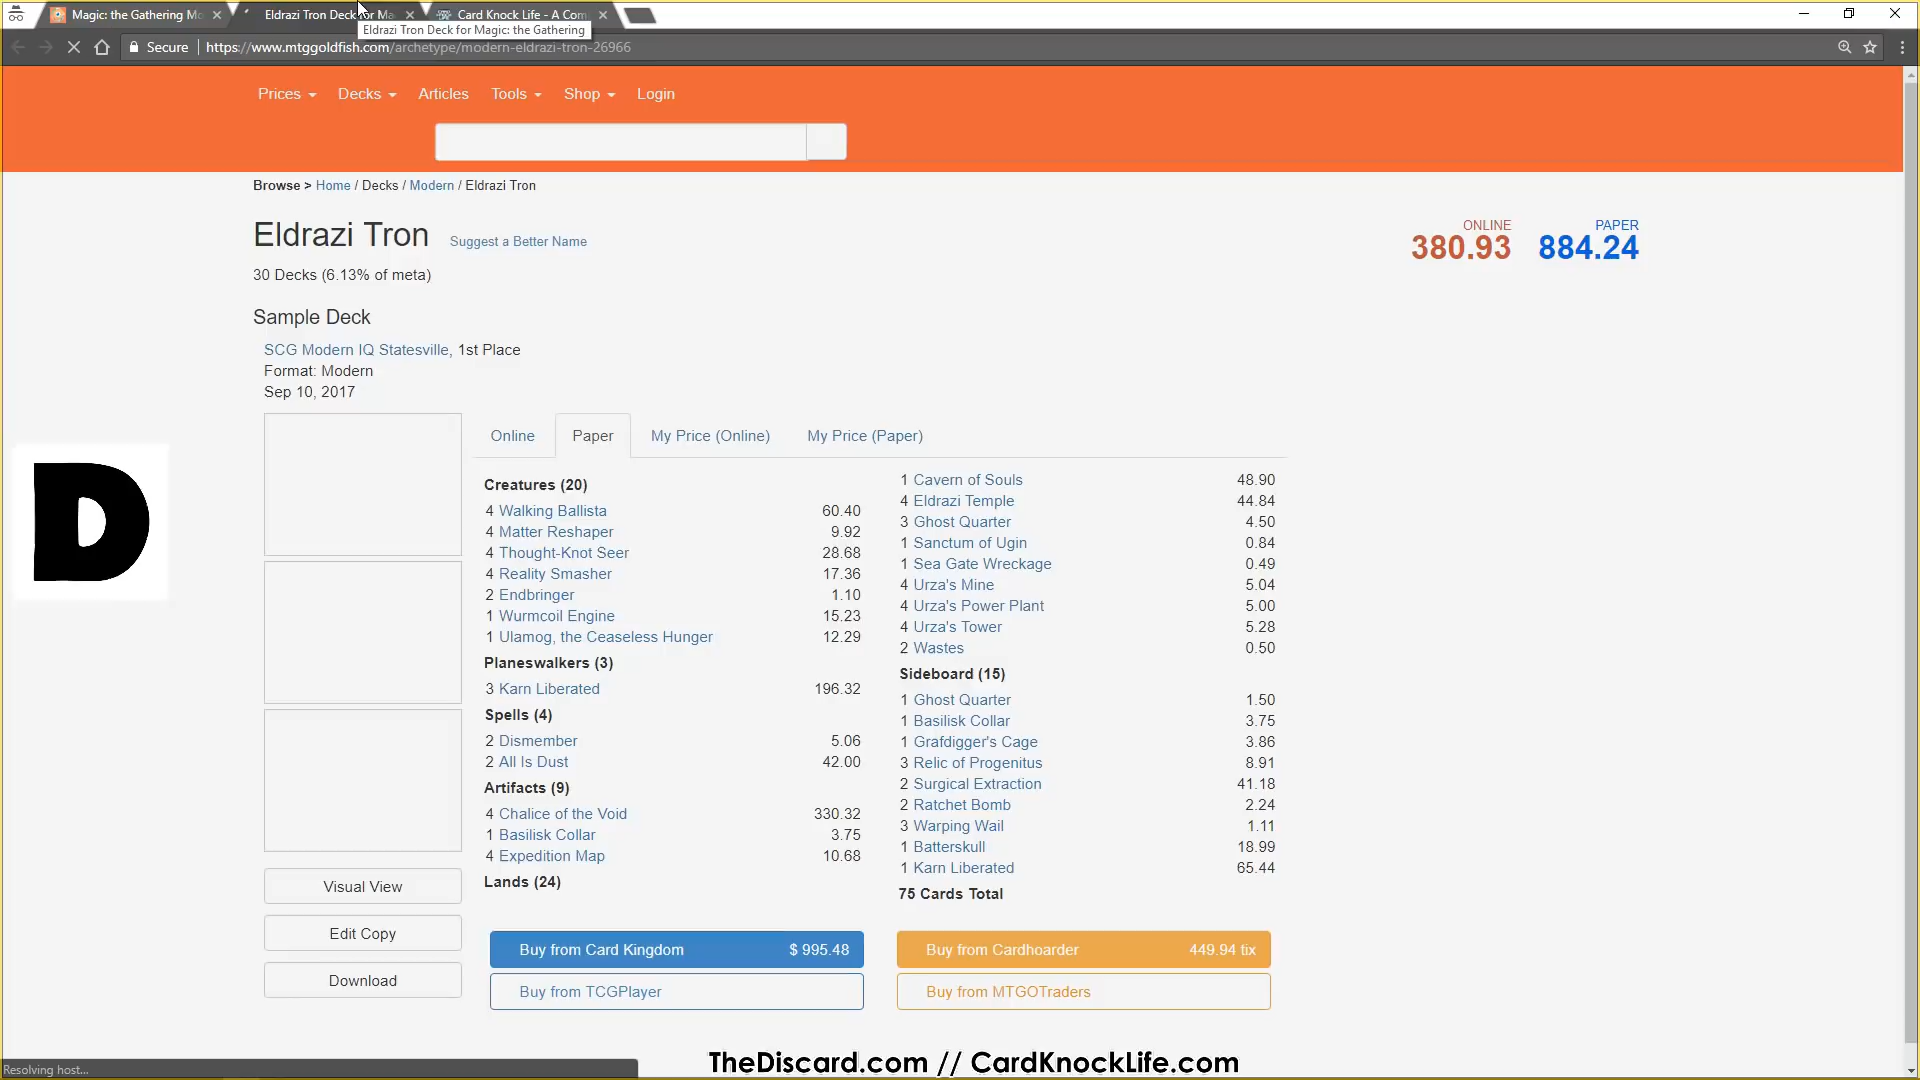 Magic: the Gathering Mo
Eldrazi Tron Deck for Ma
Card Knock Life - A Com
Eldrazi Tron Deck for Magic: the Gathering
Secure
https://www.mtggoldfish.com/archetype/modern-eldrazi-tron-26966
Prices Decks Articles Tools Shop Login
Browse > Home / Decks / Modern / Eldrazi Tron
Eldrazi Tron Suggest a Better Name
ONLINE PAPER
380.93 884.24
30 Decks (6.13% of meta)
Sample Deck
SCG Modern IQ Statesville, 1st Place
Format: Modern
Sep 10, 2017
D
Online Paper My Price (Online) My Price (Paper)
Creatures (20)
4 Walking Ballista 60.40
4 Matter Reshaper 9.92
4 Thought-Knot Seer 28.68
4 Reality Smasher 17.36
2 Endbringer 1.10
1 Wurmcoil Engine 15.23
1 Ulamog, the Ceaseless Hunger 12.29
Planeswalkers (3)
3 Karn Liberated 196.32
Spells (4)
2 Dismember 5.06
2 All Is Dust 42.00
Artifacts (9)
4 Chalice of the Void 330.32
1 Basilisk Collar 3.75
4 Expedition Map 10.68
Lands (24)
1 Cavern of Souls 48.90
4 Eldrazi Temple 44.84
3 Ghost Quarter 4.50
1 Sanctum of Ugin 0.84
1 Sea Gate Wreckage 0.49
4 Urza's Mine 5.04
4 Urza's Power Plant 5.00
4 Urza's Tower 5.28
2 Wastes 0.50
Sideboard (15)
1 Ghost Quarter 1.50
1 Basilisk Collar 3.75
1 Grafdigger's Cage 3.86
3 Relic of Progenitus 8.91
2 Surgical Extraction 41.18
2 Ratchet Bomb 2.24
3 Warping Wail 1.11
1 Batterskull 18.99
1 Karn Liberated 65.44
75 Cards Total
Visual View
Edit Copy
Download
Buy from Card Kingdom $ 995.48
Buy from TCGPlayer
Buy from Cardhoarder 449.94 tix
Buy from MTGOTraders
TheDiscard.com // CardKnockLife.com
Resolving host...